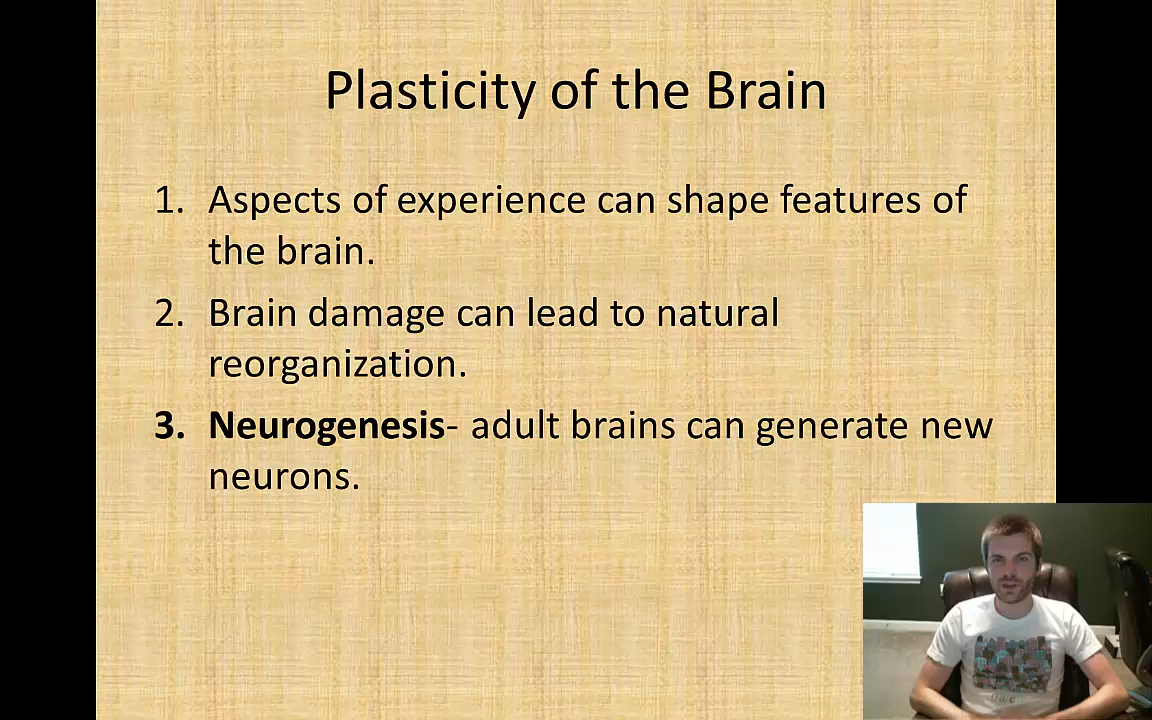 Plasticity of the Brain
1. Aspects of experience can shape features of
the brain.
2. Brain damage can lead to natural
reorganization.
3. Neurogenesis- adult brains can generate new
neurons.